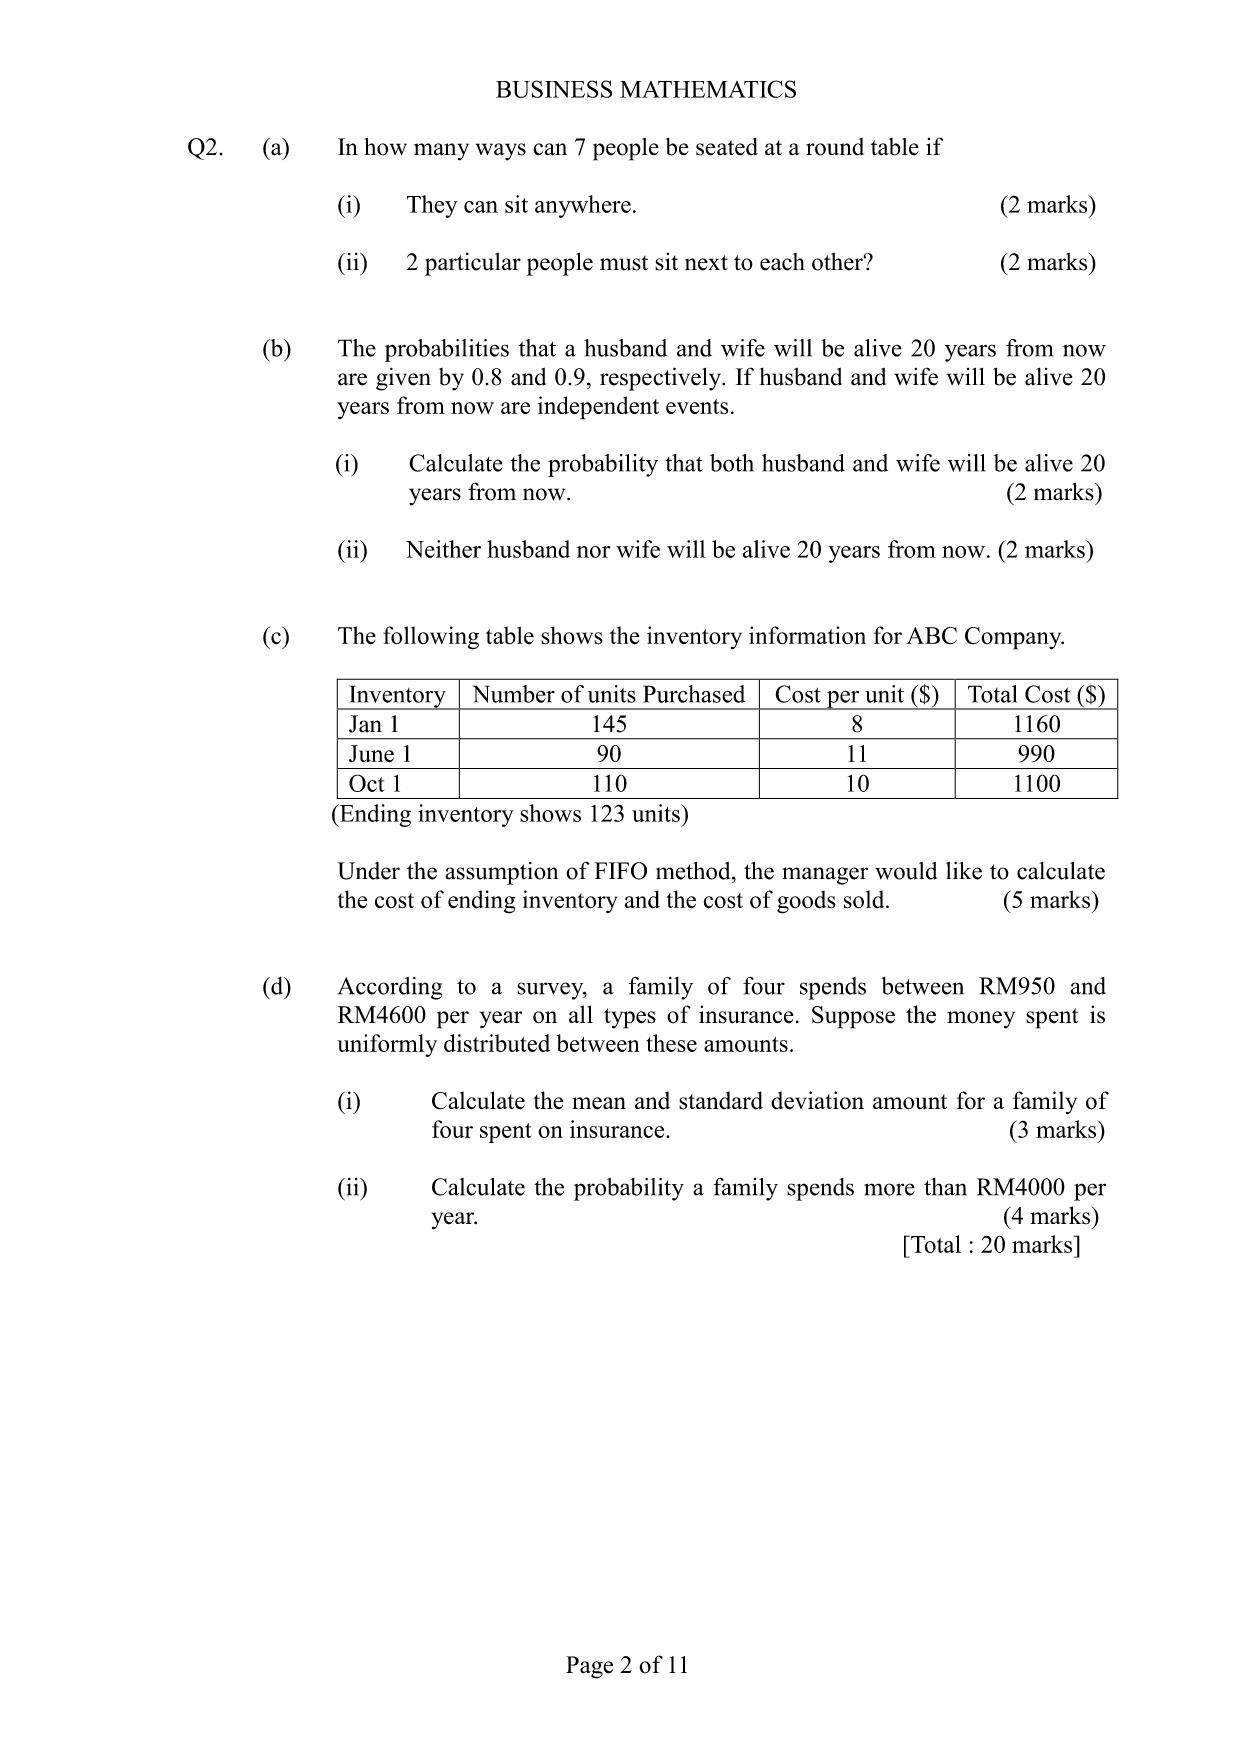 BUSINESS MATHEMATICS
Q2. (a) In how many ways can 7 people be seated at a round table if
(i) They can sit anywhere. (2 marks)
(ii) 2 particular people must sit next to each other? (2 marks)
(b) The probabilities that a husband and wife will be alive 20 years from now
are given by 0.8 and 0.9, respectively. If husband and wife will be alive 20
years from now are independent events.
(i) Calculate the probability that both husband and wife will be alive 20
years from now. (2 marks)
(ii) Neither husband nor wife will be alive 20 years from now. (2 marks)
(c) The following table shows the inventory information for ABC Company.
Inventory Number of units Purchased Cost per unit ($) Total Cost ($)
Jan 1 145 8 1160
June 1 90 11 990
Oct 1 110 10 1100
(Ending inventory shows 123 units)
Under the assumption of FIFO method, the manager would like to calculate
the cost of ending inventory and the cost of goods sold. (5 marks)
(d) According to a survey, a family of four spends between RM950 and
RM4600 per year on all types of insurance. Suppose the money spent is
uniformly distributed between these amounts.
(i) Calculate the mean and standard deviation amount for a family of
four spent on insurance. (3 marks)
(ii) Calculate the probability a family spends more than RM4000 per
year. (4 marks)
[Total : 20 marks]
Page 2 of 11